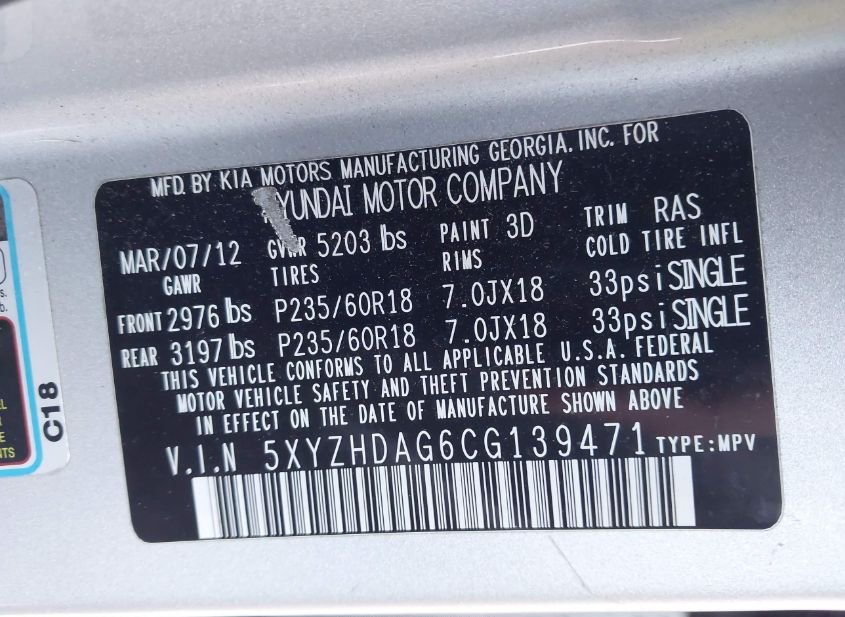 MFD. BY KIA MOTORS MANUFACTURING GEORGIA. INC. FOR
HYUNDAI MOTOR COMPANY
MAR/07/12 GVWR 5203 lbs PAINT 3D TRIM RAS
GAWR TIRES RIMS COLD TIRE INFL
FRONT 2976 lbs P235/60R18 7.0JX18 33psi SINGLE
REAR 3197 lbs P235/60R18 7.0JX18 33psi SINGLE
THIS VEHICLE CONFORMS TO ALL APPLICABLE U.S.A. FEDERAL
MOTOR VEHICLE SAFETY AND THEFT PREVENTION STANDARDS
IN EFFECT ON THE DATE OF MANUFACTURE SHOWN ABOVE
V.I.N 5XYZHDAG6CG139471 TYPE:MPV
C18